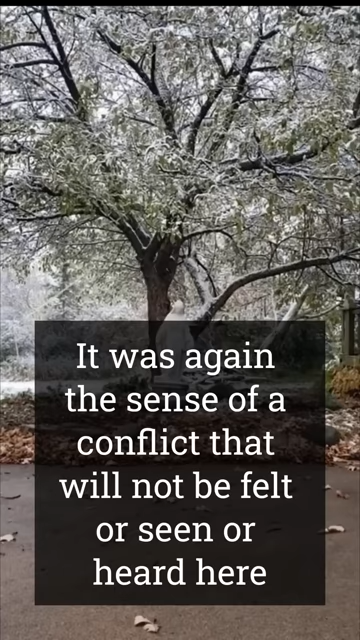 It was again
the sense of a
conflict that
will not be felt
or seen or
heard here